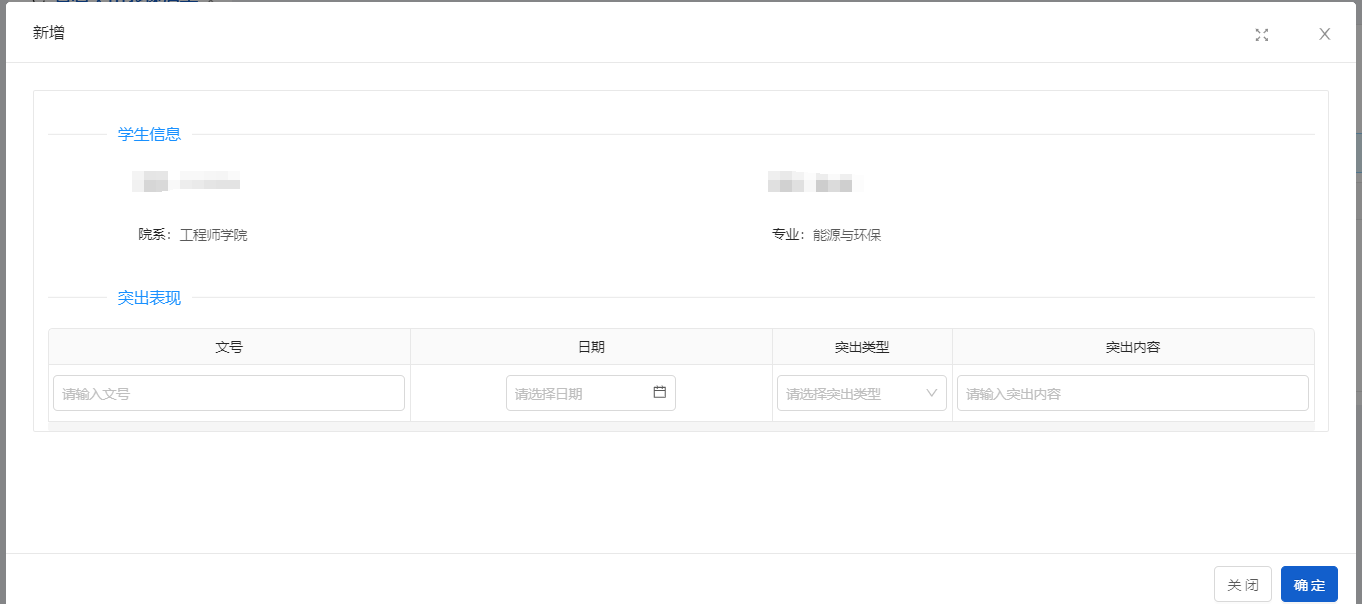 新增
学生信息
院系：工程师学院
专业：能源与环保
突出表现
文号 日期 突出类型 突出内容
请输入文号 请选择日期 请选择突出类型 请输入突出内容
关闭 确定